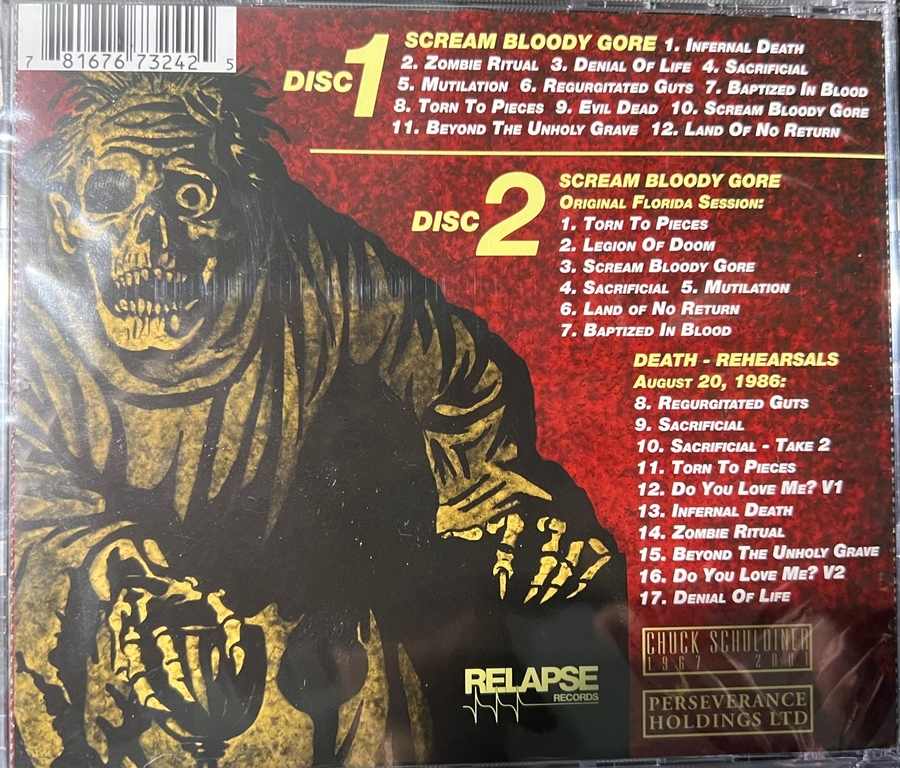 7 81676 73242 5
DISC 1
SCREAM BLOODY GORE 1. INFERNAL DEATH
2. ZOMBIE RITUAL 3. DENIAL OF LIFE 4. SACRIFICIAL
5. MUTILATION 6. REGURGITATED GUTS 7. BAPTIZED IN BLOOD
8. TORN TO PIECES 9. EVIL DEAD 10. SCREAM BLOODY GORE
11. BEYOND THE UNHOLY GRAVE 12. LAND OF NO RETURN
DISC 2
SCREAM BLOODY GORE
ORIGINAL FLORIDA SESSION:
1. TORN TO PIECES
2. LEGION OF DOOM
3. SCREAM BLOODY GORE
4. SACRIFICIAL 5. MUTILATION
6. LAND OF NO RETURN
7. BAPTIZED IN BLOOD
DEATH - REHEARSALS
AUGUST 20, 1986:
8. REGURGITATED GUTS
9. SACRIFICIAL
10. SACRIFICIAL - TAKE 2
11. TORN TO PIECES
12. DO YOU LOVE ME? V1
13. INFERNAL DEATH
14. ZOMBIE RITUAL
15. BEYOND THE UNHOLY GRAVE
16. DO YOU LOVE ME? V2
17. DENIAL OF LIFE
CHUCK SCHULDINER
1967
RELAPSE
RECORDS
PERSEVERANCE
HOLDINGS LTD